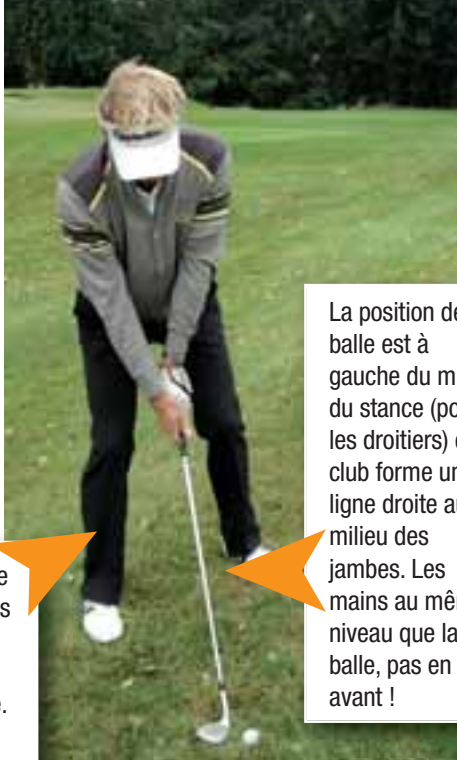 La position de
balle est à
gauche du
du stance
les droitiers)
club forme
ligne droite
milieu des
jambes. Les
mains au
niveau que la
balle, pas en
avant !